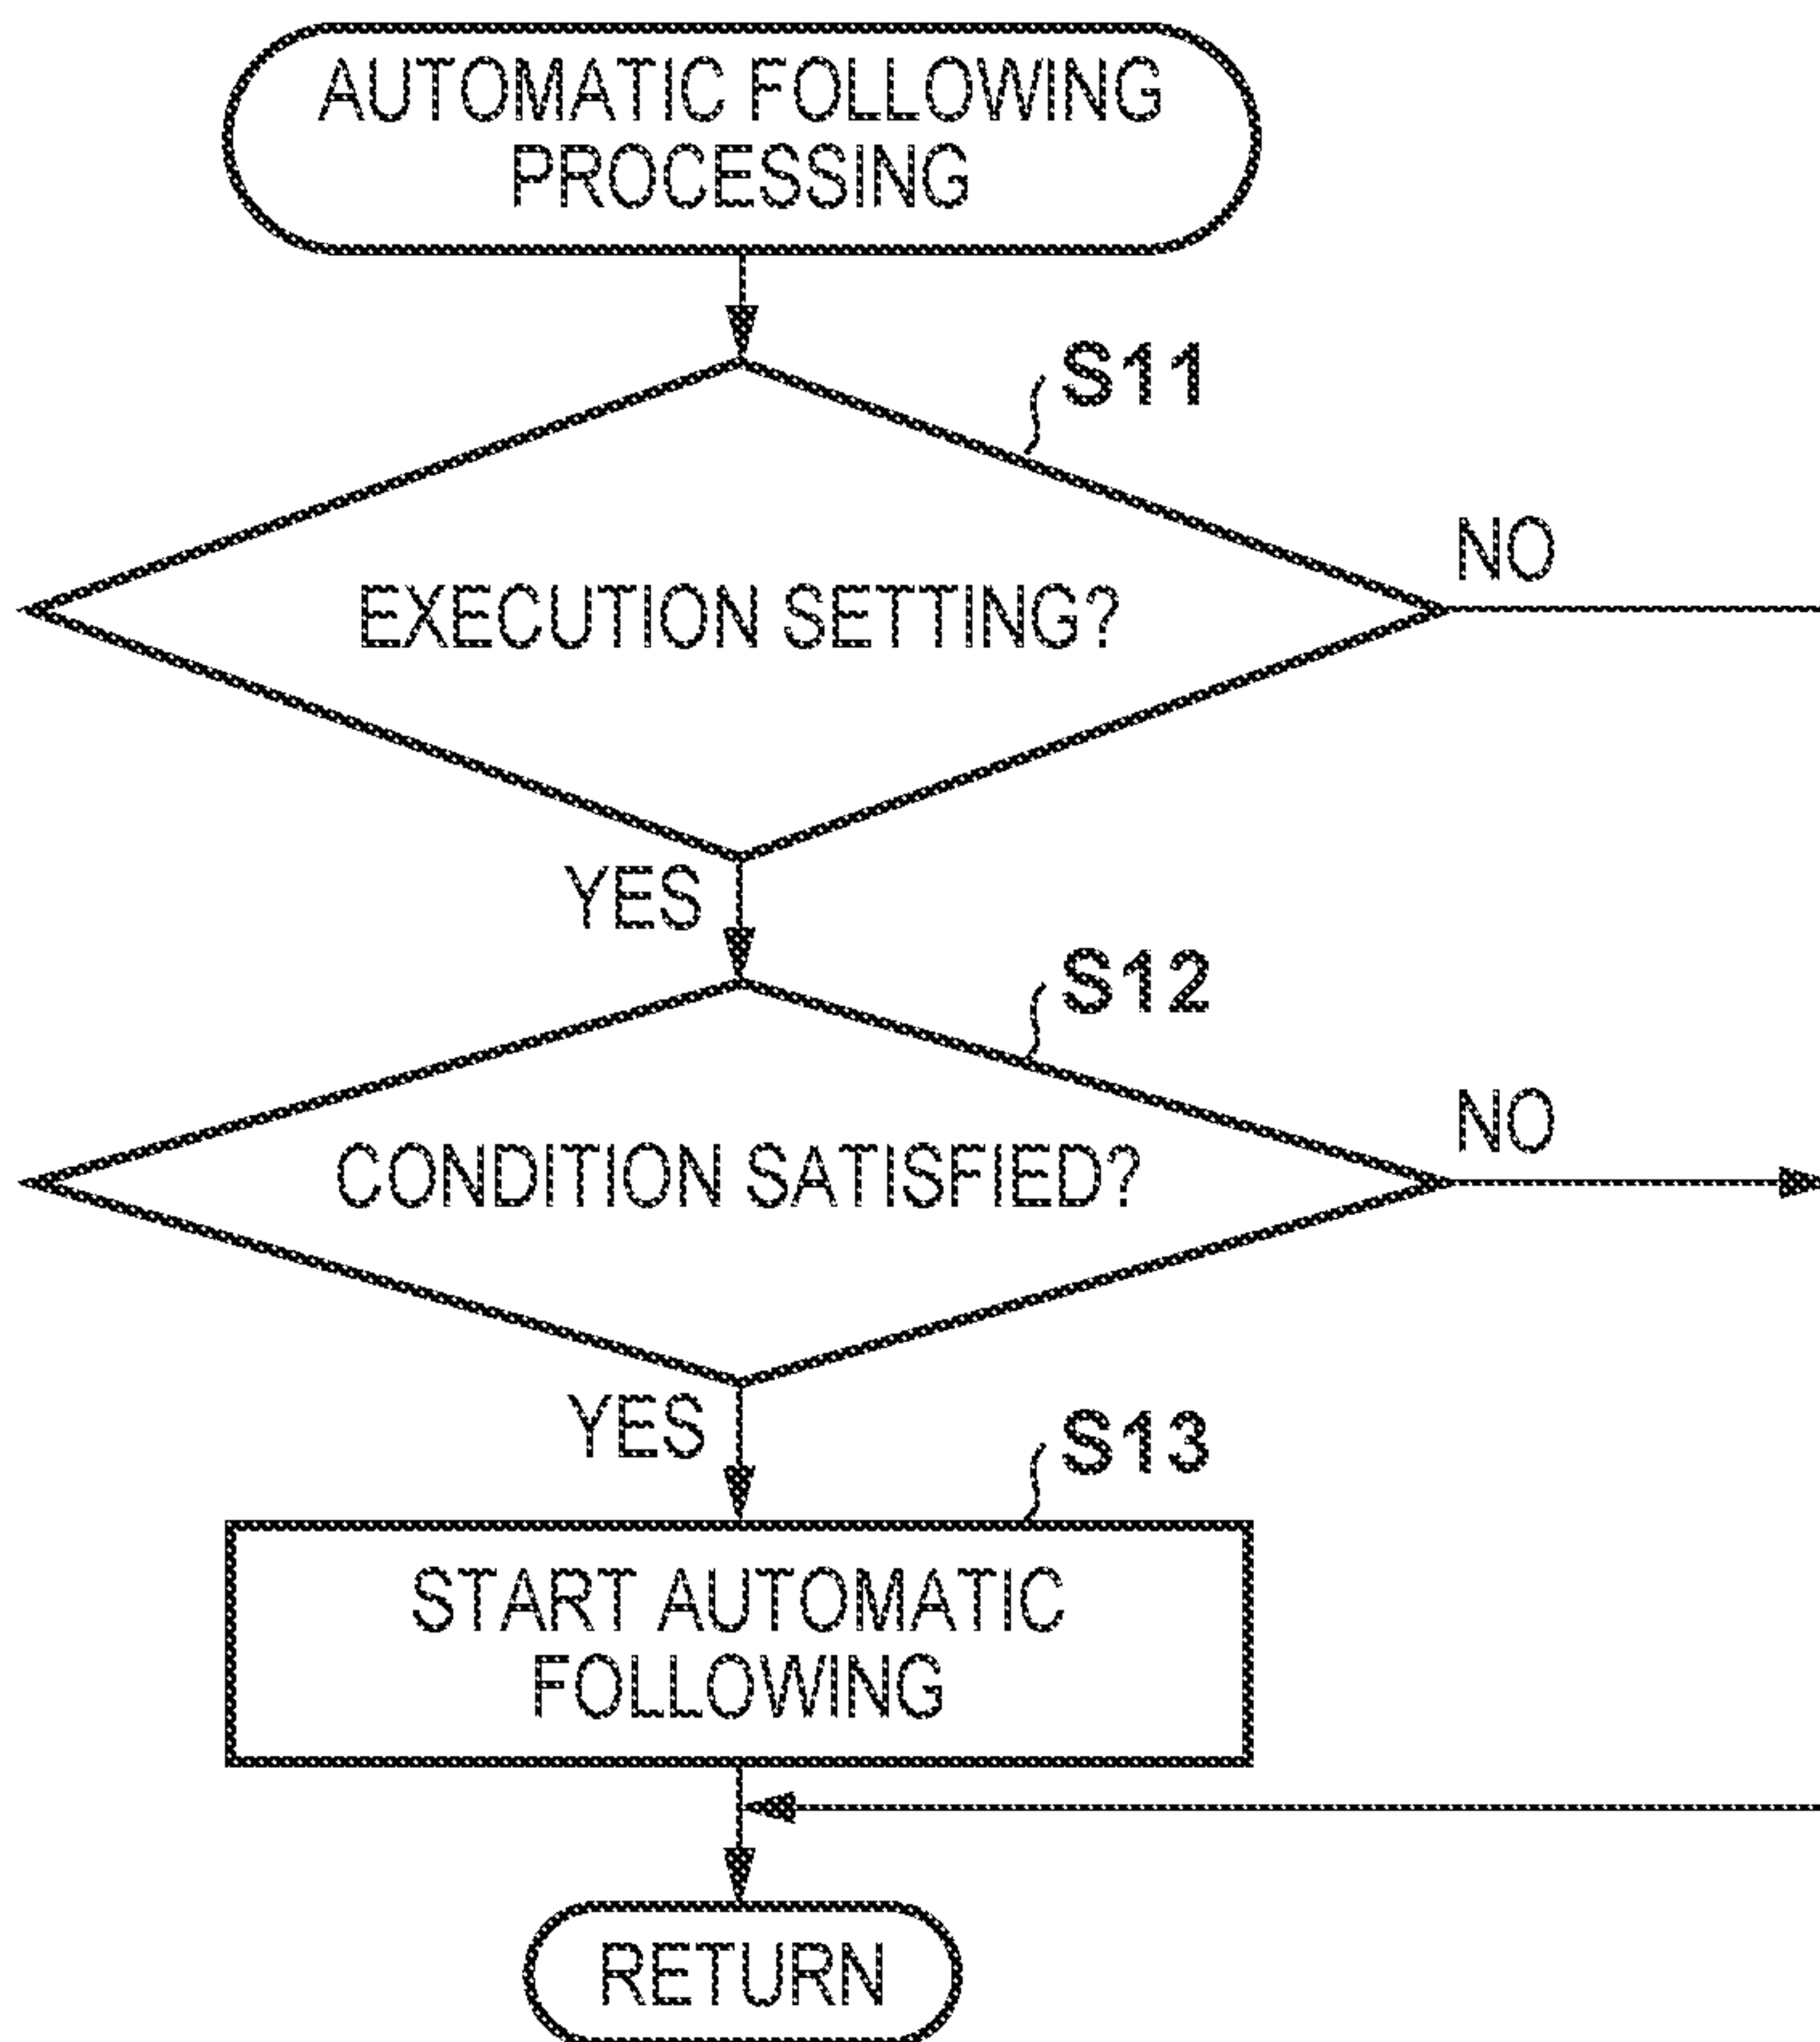 AUTOMATIC FOLLOWING
PROCESSING
S11
EXECUTION SETTING?
NO
YES
S12
CONDITION SATISFIED?
NO
YES
S13
START AUTOMATIC
FOLLOWING
RETURN